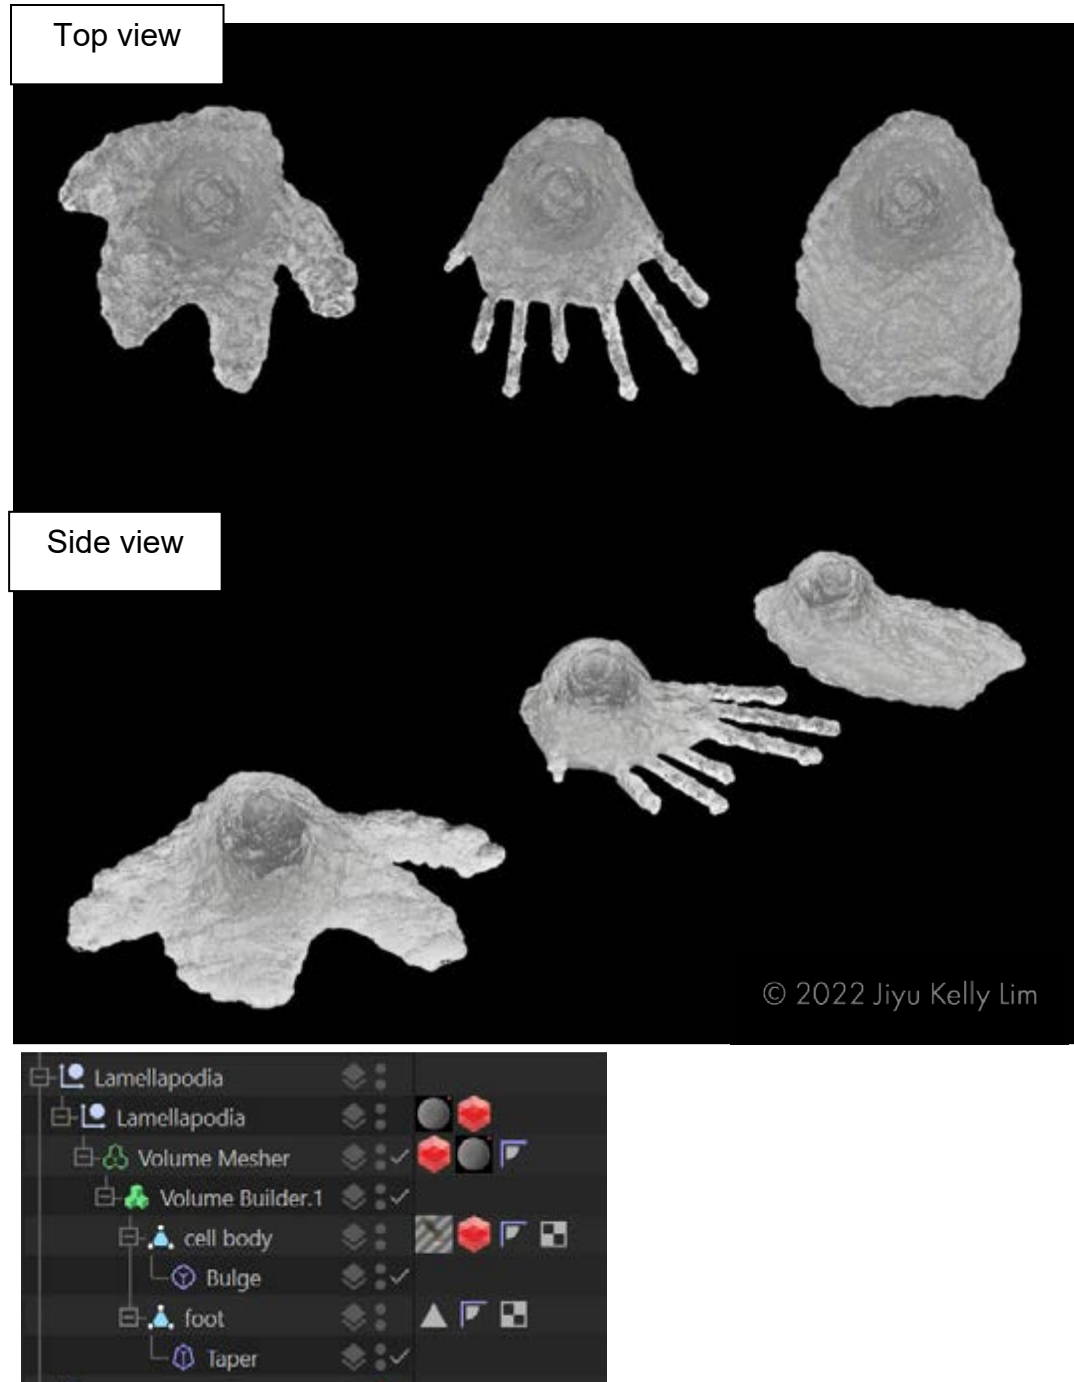 Top view
Side view
© 2022 Jiyu Kelly Lim
Lamellapodia
Lamellapodia
Volume Mesher
Volume Builder.1
cell body
Bulge
foot
Taper